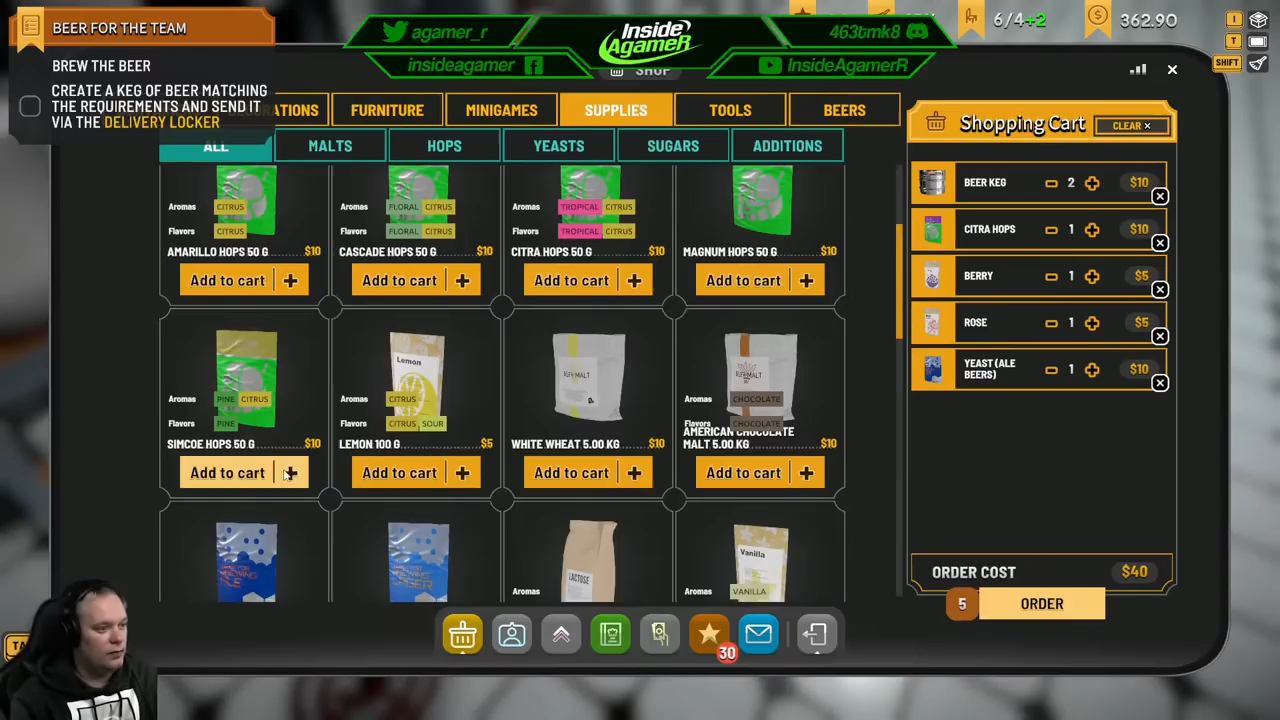 BEER FOR THE TEAM
BREW THE BEER
CREATE A KEG OF BEER MATCHING
THE REQUIREMENTS AND SEND IT
VIA THE DELIVERY LOCKER
agamer_r
insideagamer
Inside
AgameR
463tmk8
InsideAgamerR
6/4+2
362.90
I
T
SHIFT
SHOP
FURNITURE
MINIGAMES
SUPPLIES
TOOLS
BEERS
ALL
MALTS
HOPS
YEASTS
SUGARS
ADDITIONS
Aromas CITRUS
Flavors CITRUS
AMARILLO HOPS 50 G $10
Add to cart +
Aromas FLORAL CITRUS
Flavors FLORAL CITRUS
CASCADE HOPS 50 G $10
Add to cart +
Aromas TROPICAL CITRUS
Flavors TROPICAL CITRUS
CITRA HOPS 50 G $10
Add to cart +
MAGNUM HOPS 50 G $10
Add to cart +
Aromas PINE CITRUS
Flavors PINE
SIMCOE HOPS 50 G $10
Add to cart +
Lemon
Aromas CITRUS
Flavors CITRUS SOUR
LEMON 100 G $5
Add to cart +
BEER MALT
WHITE WHEAT 5.00 KG $10
Add to cart +
Aromas CHOCOLATE
Flavors CHOCOLATE
AMERICAN CHOCOLATE
MALT 5.00 KG $10
Add to cart +
LACTOSE
Aromas
Vanilla
Aromas VANILLA
Shopping Cart
CLEAR ×
BEER KEG 2 $10
CITRA HOPS 1 $10
BERRY 1 $5
ROSE 1 $5
YEAST (ALE
BEERS) 1 $10
ORDER COST $40
5 ORDER
30